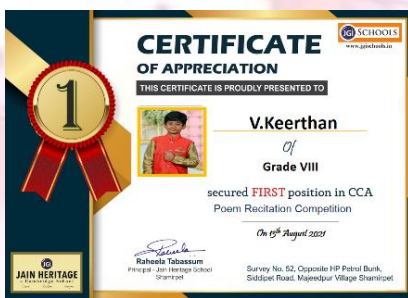 JGI SCHOOLS
www.jgischools.in
CERTIFICATE
OF APPRECIATION
THIS CERTIFICATE IS PROUDLY PRESENTED TO
1
V.Keerthan
Of
Grade VIII
secured FIRST position in CCA
Poem Recitation Competition
On 15th August 2021
Raheela Tabassum
Principal - Jain Heritage School
Shamirpet
Survey No. 52, Opposite HP Petrol Bunk,
Siddipet Road, Majeedpur Village Shamirpet
JGI
JAIN HERITAGE
a Cambridge School